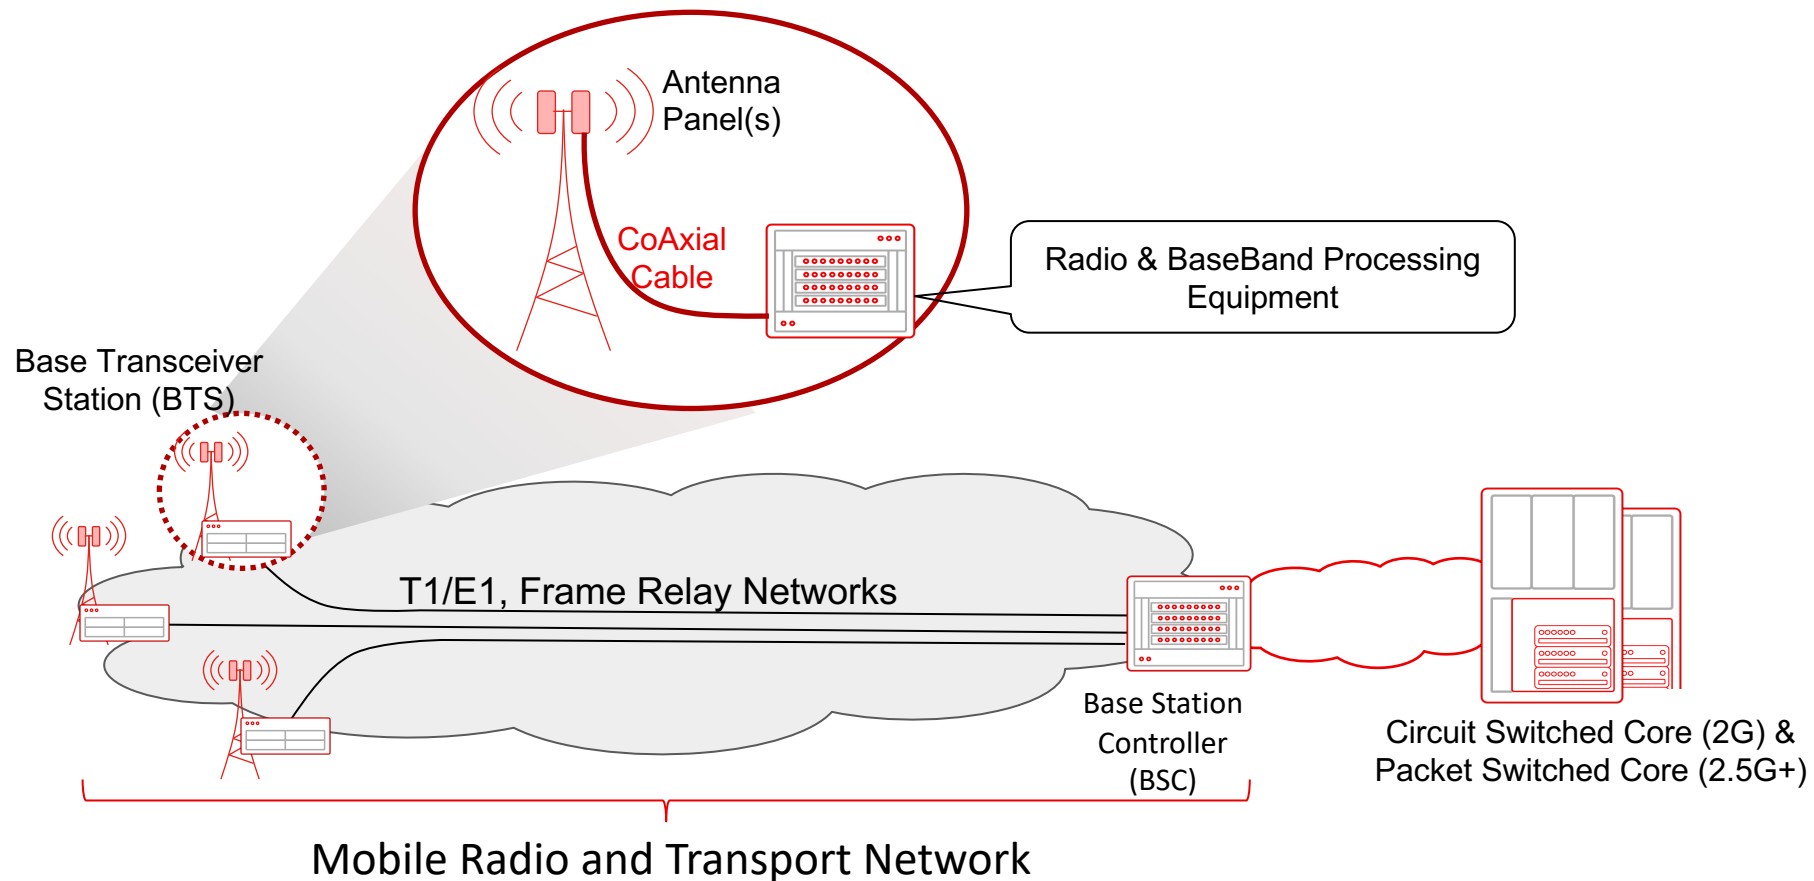 Antenna
Panel(s)
CoAxial
Cable
Radio & BaseBand Processing
Equipment
Base Transceiver
Station (BTS)
T1/E1, Frame Relay Networks
Base Station
Controller
(BSC)
Circuit Switched Core (2G) &
Packet Switched Core (2.5G+)
Mobile Radio and Transport Network